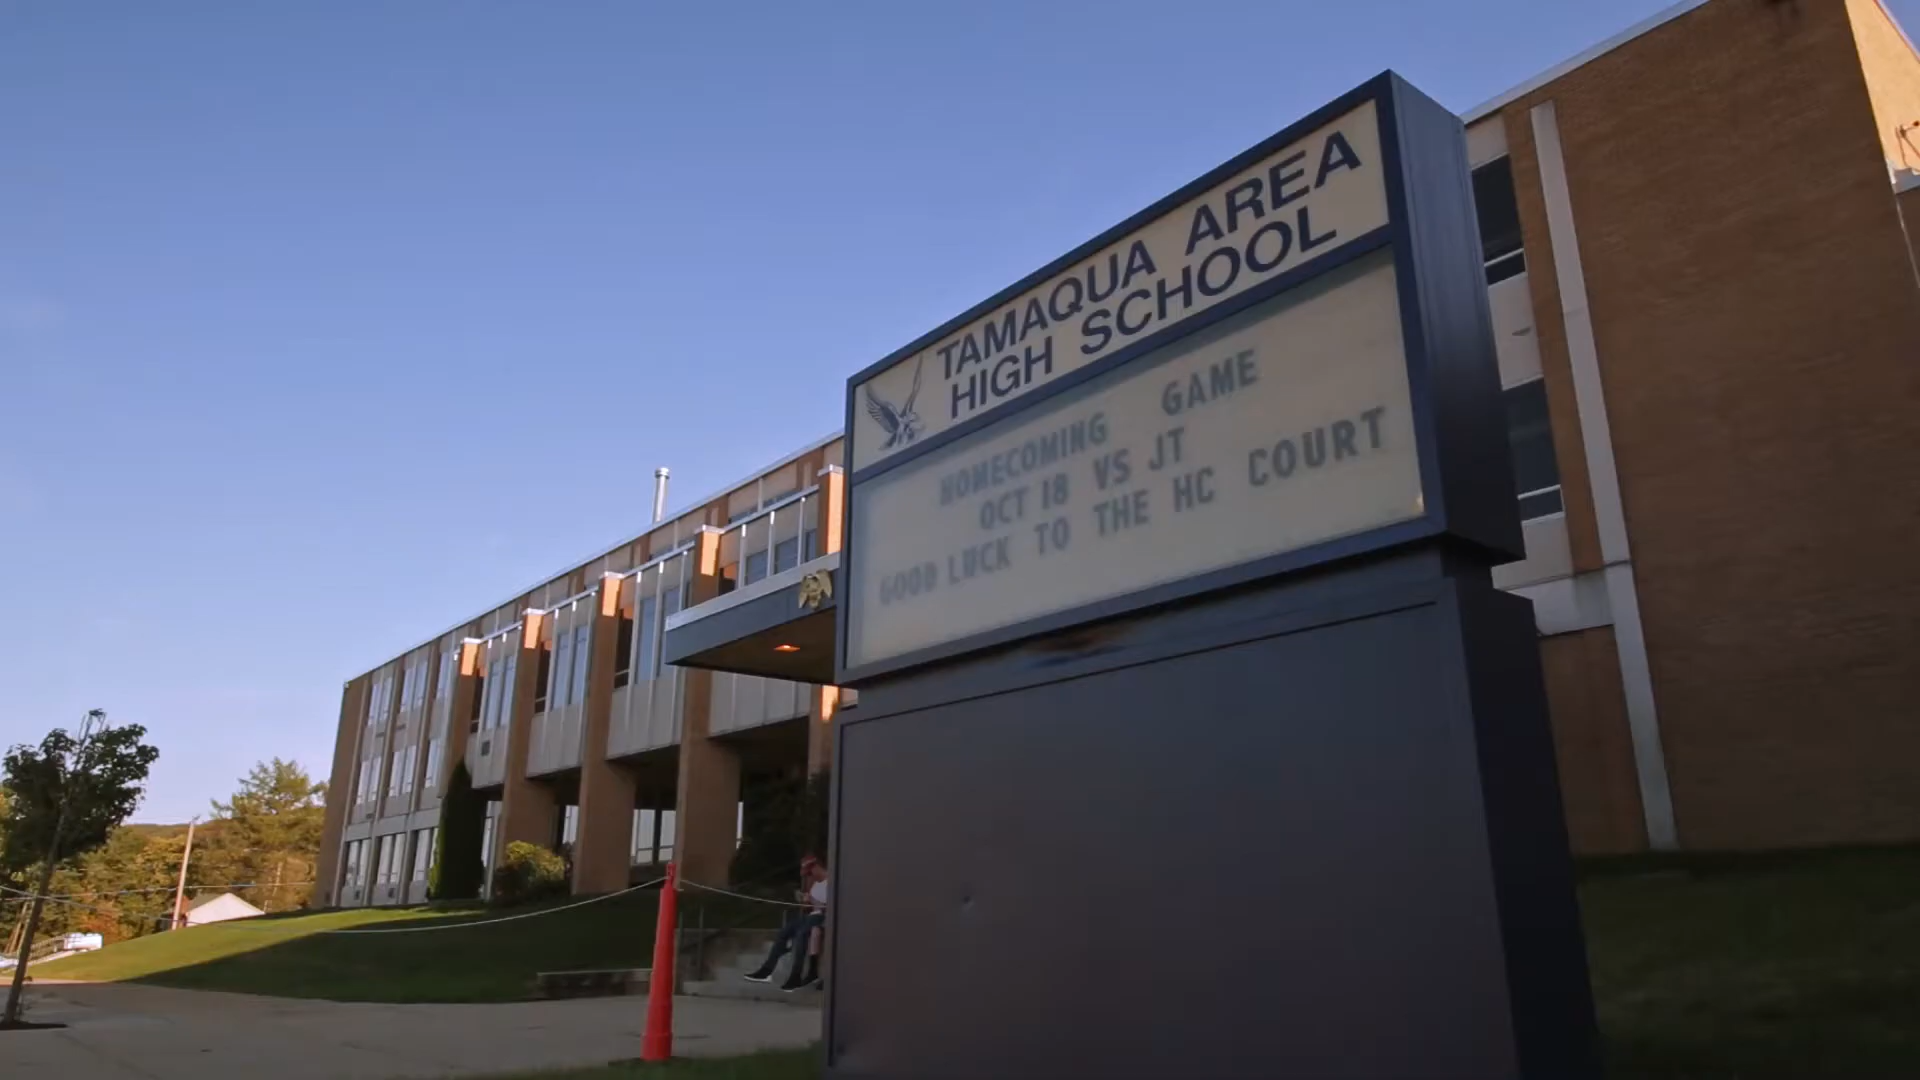 TAMAQUA AREA
HIGH SCHOOL
HOMECOMING GAME
OCT 18 VS JT
GOOD LUCK TO THE HC COURT